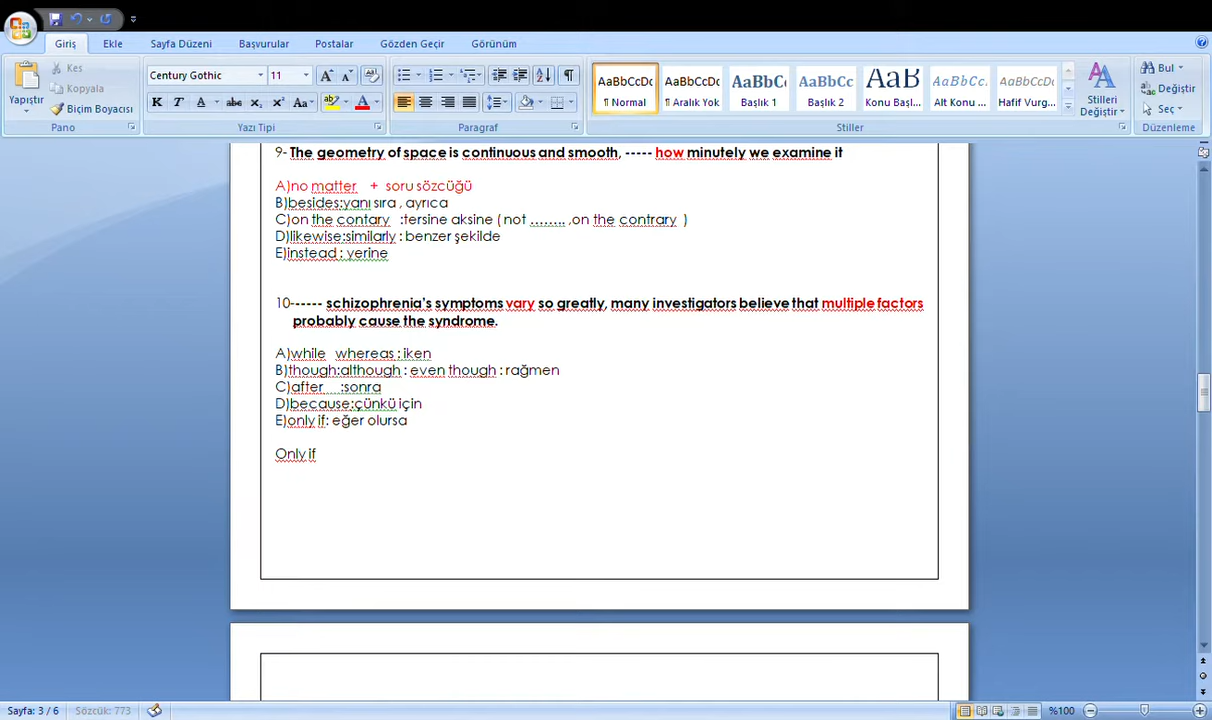 Giriş Ekle Sayfa Düzeni Başvurular Postalar Gözden Geçir Görünüm
Yapıştır
Kes
Kopyala
Biçim Boyacısı
Pano
Century Gothic 11
Yazı Tipi
Paragraf
AaBbCcDc AaBbCcDc AaBbCc AaBbCc AaB AaBbCc. AaBbCcDc
¶ Normal ¶ Aralık Yok Başlık 1 Başlık 2 Konu Başl... Alt Konu ... Hafif Vurg...
Stilleri Değiştir
Stiller
Bul
Değiştir
Seç
Düzenleme
9- The geometry of space is continuous and smooth, ----- how minutely we examine it
A)no matter + soru sözcüğü
B)besides:yanı sıra , ayrıca
C)on the contary :tersine aksine ( not …….. ,on the contrary )
D)likewise:similarly : benzer şekilde
E)instead : yerine
10------ schizophrenia's symptoms vary so greatly, many investigators believe that multiple factors
probably cause the syndrome.
A)while whereas : iken
B)though:although : even though : rağmen
C)after :sonra
D)because:çünkü için
E)only if: eğer olursa
Only if
Sayfa: 3 / 6 Sözcük: 773 %100